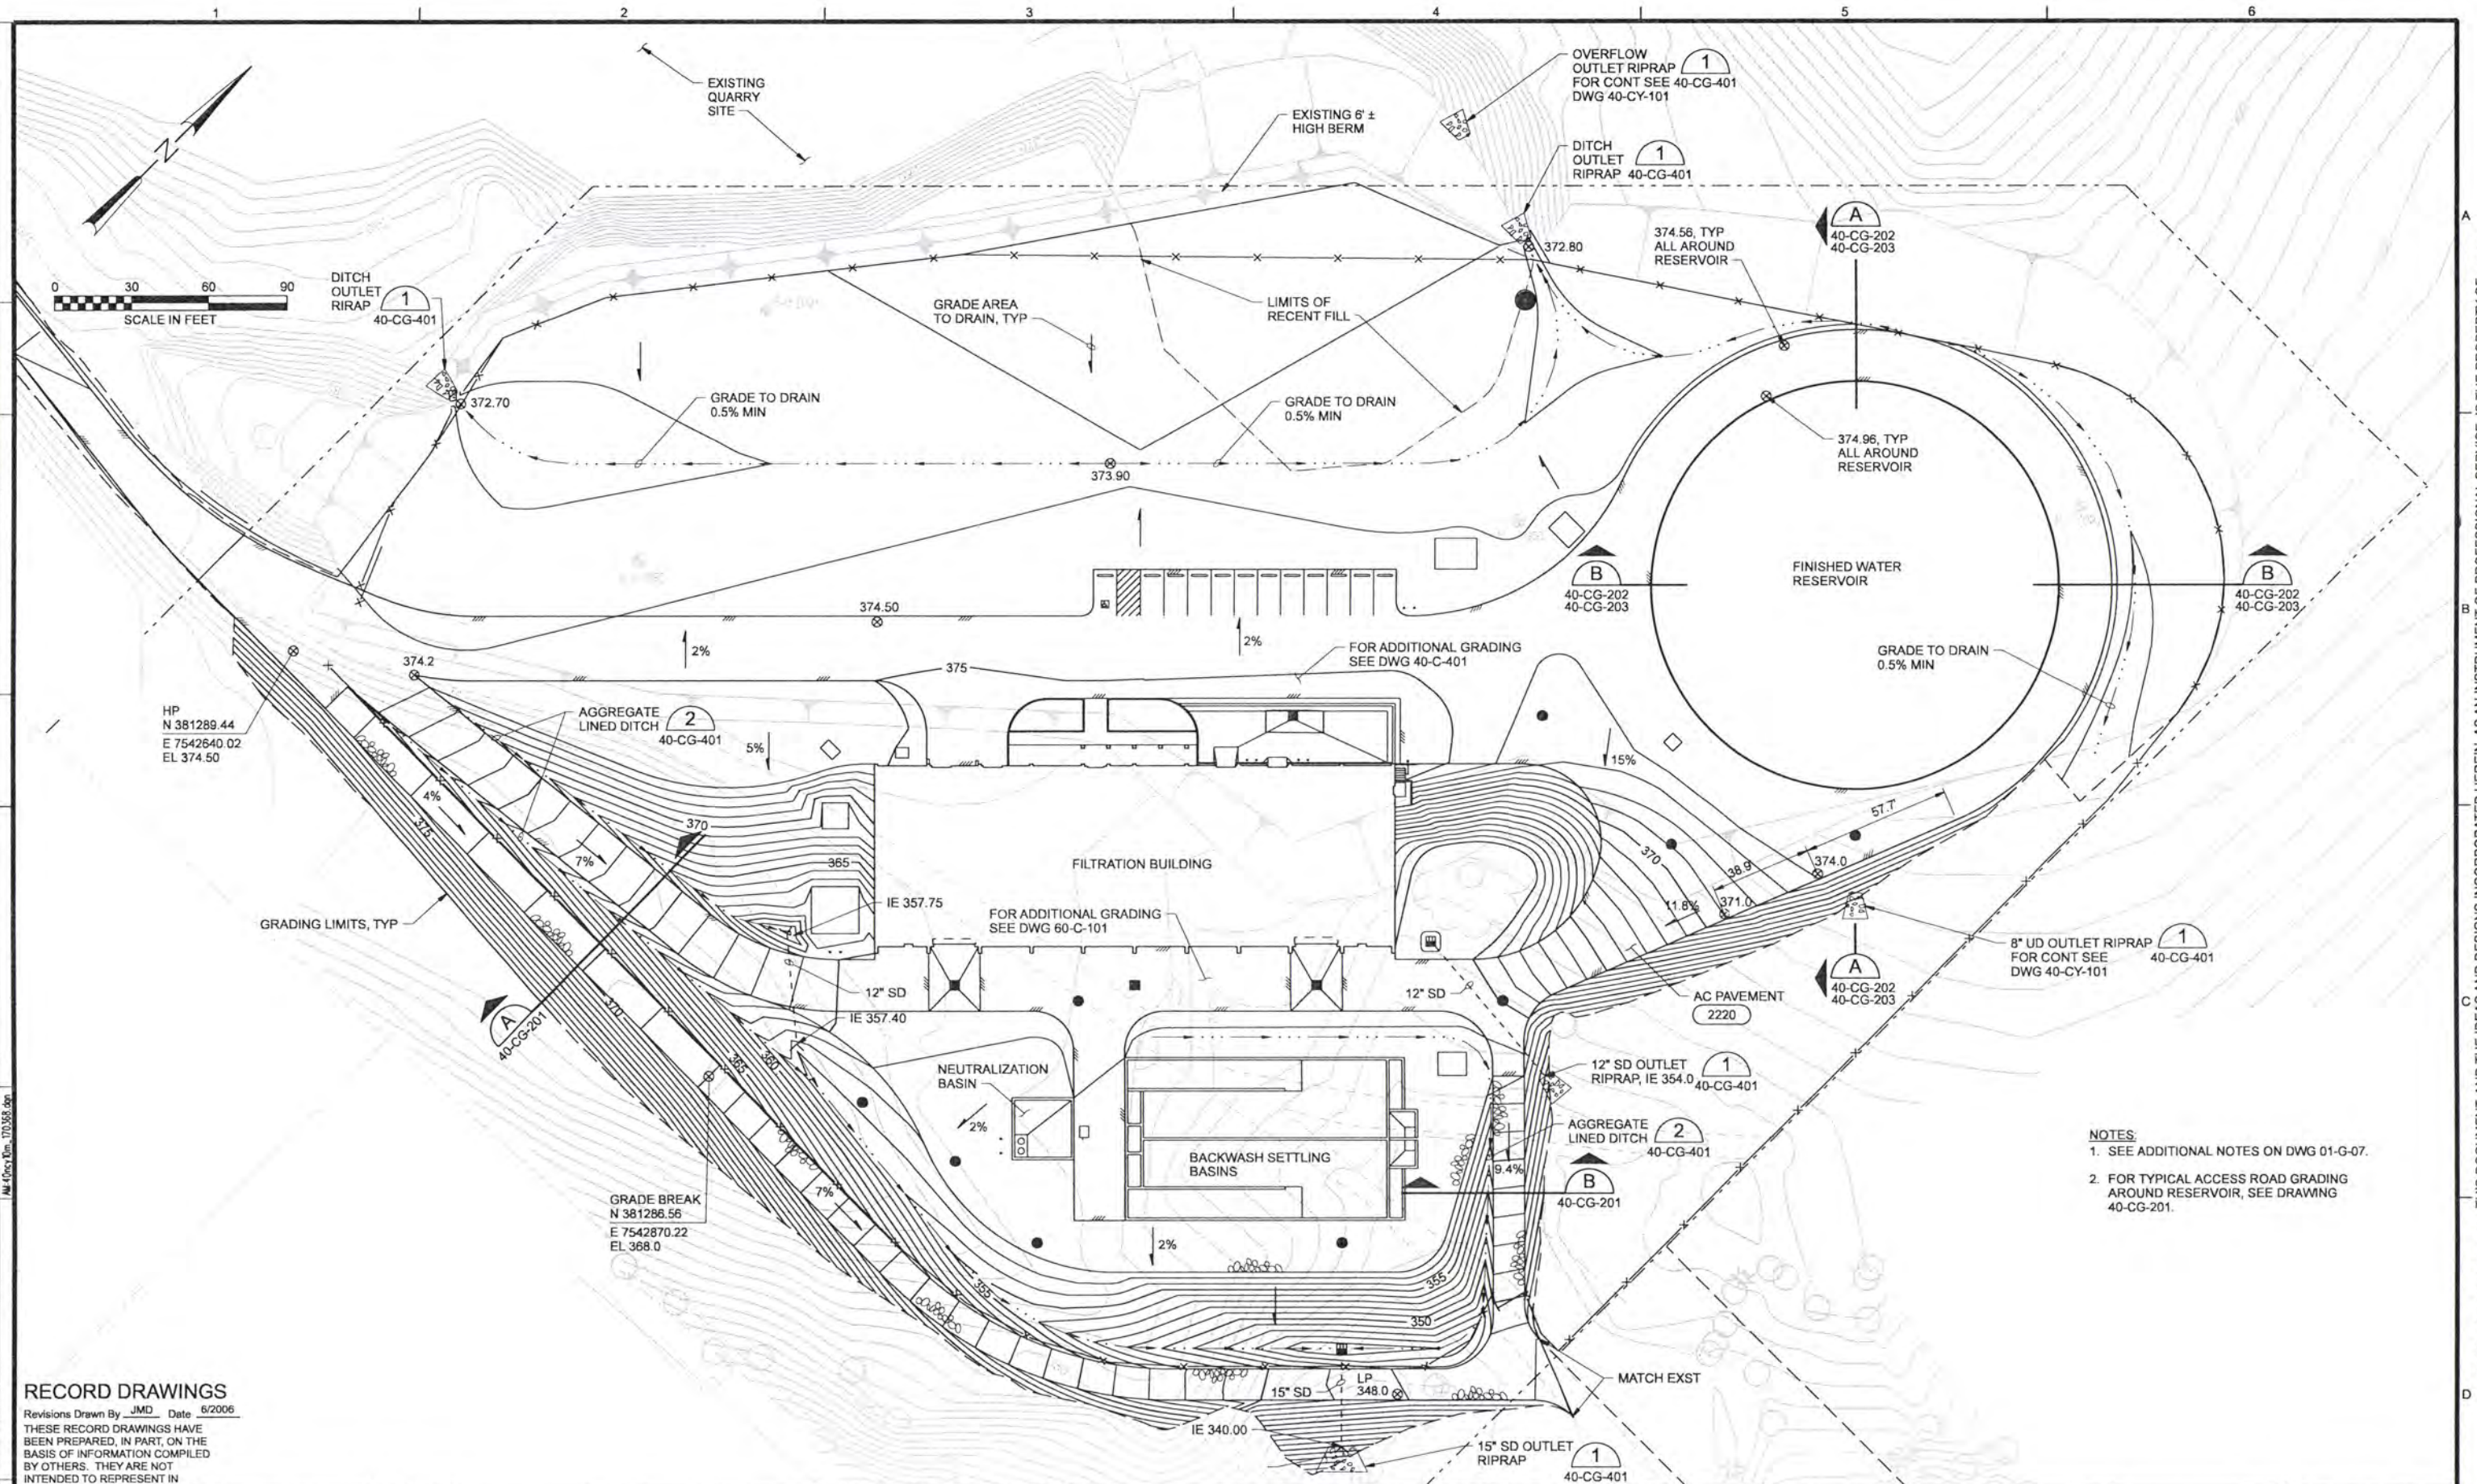 1
2
3
4
5
6
EXISTING
QUARRY
SITE
OVERFLOW
OUTLET RIPRAP
FOR CONT SEE 40-CG-401
DWG 40-CY-101
1
EXISTING 6' ±
HIGH BERM
DITCH
OUTLET
RIPRAP 40-CG-401
1
N
A
374.56, TYP
ALL AROUND
RESERVOIR
A
40-CG-202
40-CG-203
372.80
0 30 60 90
SCALE IN FEET
DITCH
OUTLET
RIRAP
1
40-CG-401
GRADE AREA
TO DRAIN, TYP
LIMITS OF
RECENT FILL
372.70
GRADE TO DRAIN
0.5% MIN
GRADE TO DRAIN
0.5% MIN
374.96, TYP
ALL AROUND
RESERVOIR
373.90
FINISHED WATER
RESERVOIR
B
40-CG-202
40-CG-203
B
40-CG-202
40-CG-203
B
374.50
2%
2%
FOR ADDITIONAL GRADING
SEE DWG 40-C-401
GRADE TO DRAIN
0.5% MIN
374.2
375
HP
N 381289.44
E 7542640.02
EL 374.50
AGGREGATE
LINED DITCH
2
40-CG-401
5%
15%
4%
375
370
7%
365
57.7'
370
38.9'
374.0
FILTRATION BUILDING
IE 357.75
11.8%
371.0
GRADING LIMITS, TYP
FOR ADDITIONAL GRADING
SEE DWG 60-C-101
8" UD OUTLET RIPRAP
FOR CONT SEE
DWG 40-CY-101
1
40-CG-401
A
40-CG-202
40-CG-203
12" SD
12" SD
AC PAVEMENT
2220
C
IE 357.40
A
40-CG-201
370
365
360
NEUTRALIZATION
BASIN
12" SD OUTLET
RIPRAP, IE 354.0
1
40-CG-401
2%
AGGREGATE
LINED DITCH
2
40-CG-401
BACKWASH SETTLING
BASINS
9.4%
B
40-CG-201
NOTES:
1. SEE ADDITIONAL NOTES ON DWG 01-G-07.
2. FOR TYPICAL ACCESS ROAD GRADING
AROUND RESERVOIR, SEE DRAWING
40-CG-201.
7%
GRADE BREAK
N 381286.56
E 7542870.22
EL 368.0
2%
355
355
350
MATCH EXST
15" SD
LP
348.0
D
IE 340.00
15" SD OUTLET
RIPRAP
1
40-CG-401
RECORD DRAWINGS
Revisions Drawn By JMD Date 6/2006
THESE RECORD DRAWINGS HAVE
BEEN PREPARED, IN PART, ON THE
BASIS OF INFORMATION COMPILED
BY OTHERS. THEY ARE NOT
INTENDED TO REPRESENT IN